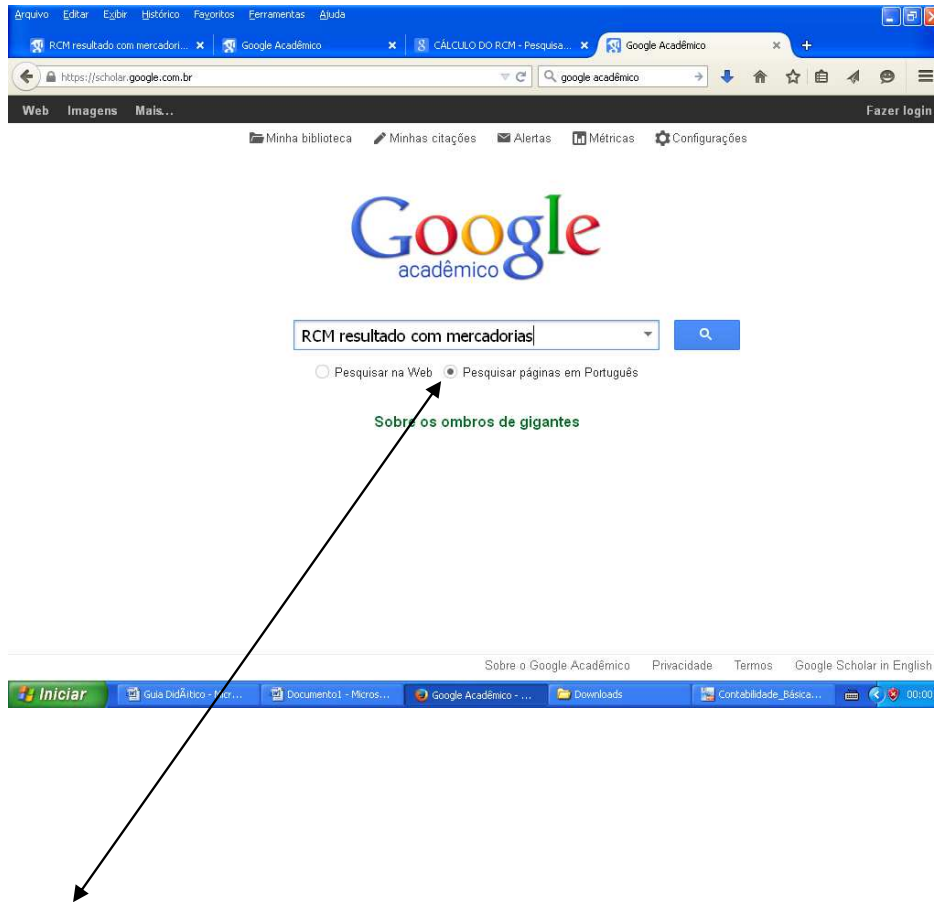 Arquivo Editar Exibir Histórico Favoritos Ferramentas Ajuda
RCM resultado com mercadori... Google Acadêmico CÁLCULO DO RCM - Pesquisa... Google Acadêmico
https://scholar.google.com.br google acadêmico
Web Imagens Mais... Fazer login
Minha biblioteca Minhas citações Alertas Métricas Configurações
Google
acadêmico
RCM resultado com mercadorias
Pesquisar na Web Pesquisar páginas em Português
Sobre os ombros de gigantes
Sobre o Google Acadêmico Privacidade Termos Google Scholar in English
Iniciar Guia DidÃ¡tico - Micr... Documento1 - Micros... Google Acadêmico - ... Downloads Contabilidade_Básica... 00:00